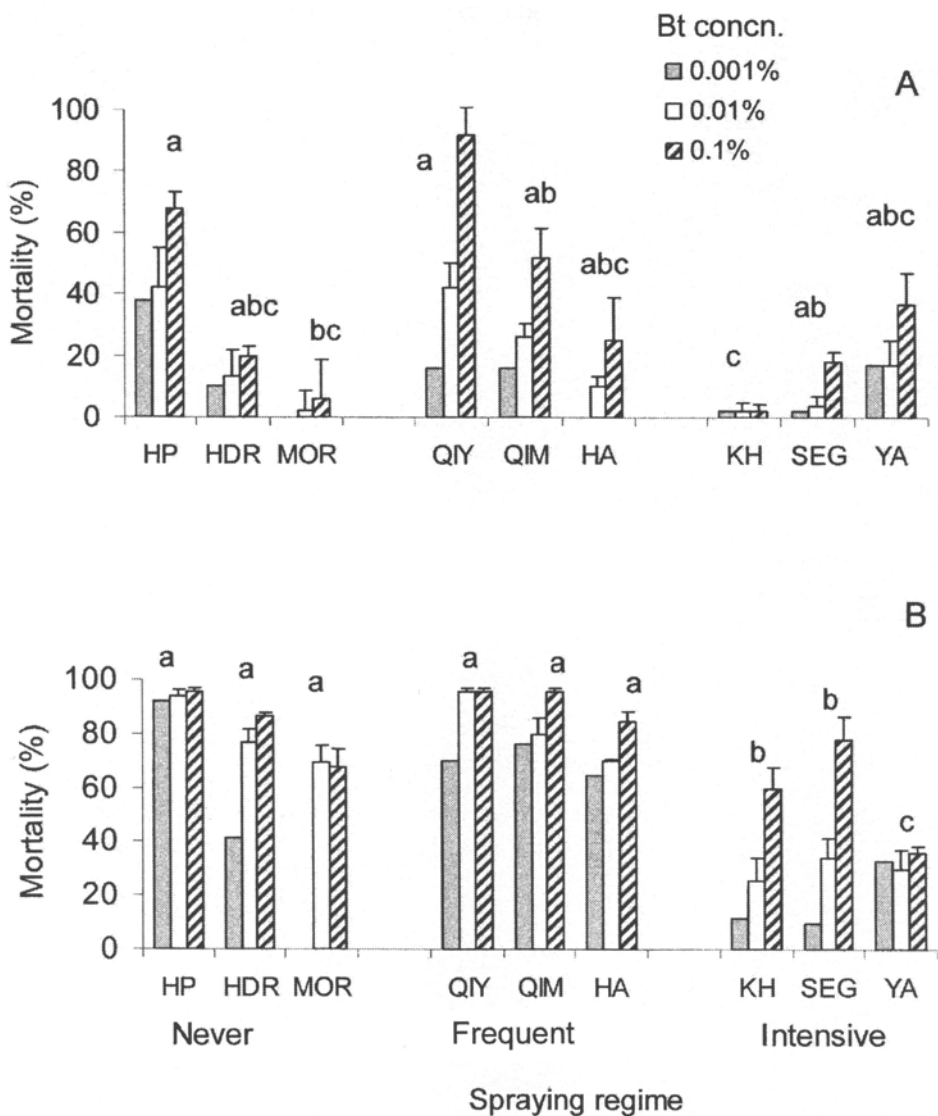 Bt concn.
0.001%
0.01%
0.1%
A
Mortality (%)
100
80
60
40
20
0
a
abc
bc
a
ab
abc
c
ab
abc
HP HDR MOR QIY QIM HA KH SEG YA
B
Mortality (%)
100
80
60
40
20
0
a
a
a
a
a
a
b
b
c
HP HDR MOR QIY QIM HA KH SEG YA
Never Frequent Intensive
Spraying regime